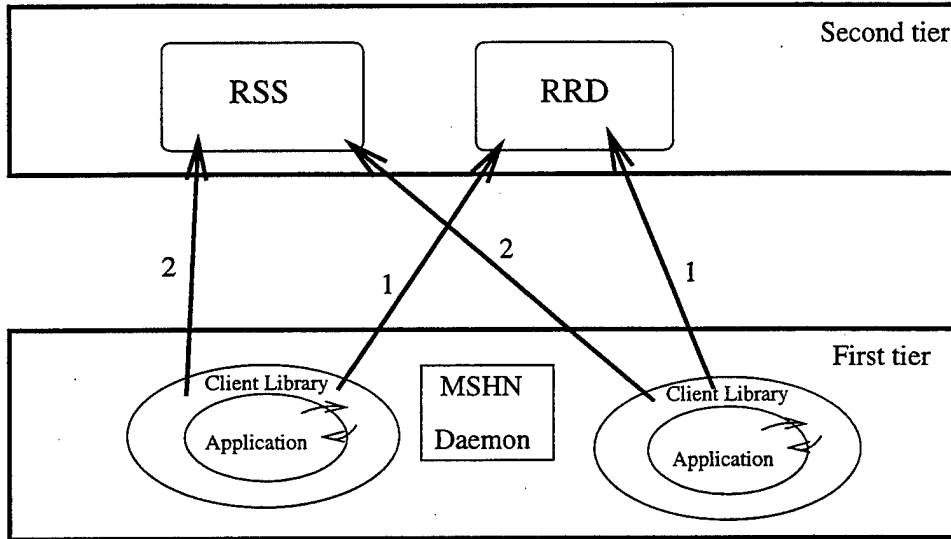 Second tier
RSS
RRD
2
1
2
1
First tier
Client Library
Application
MSHN
Daemon
Client Library
Application